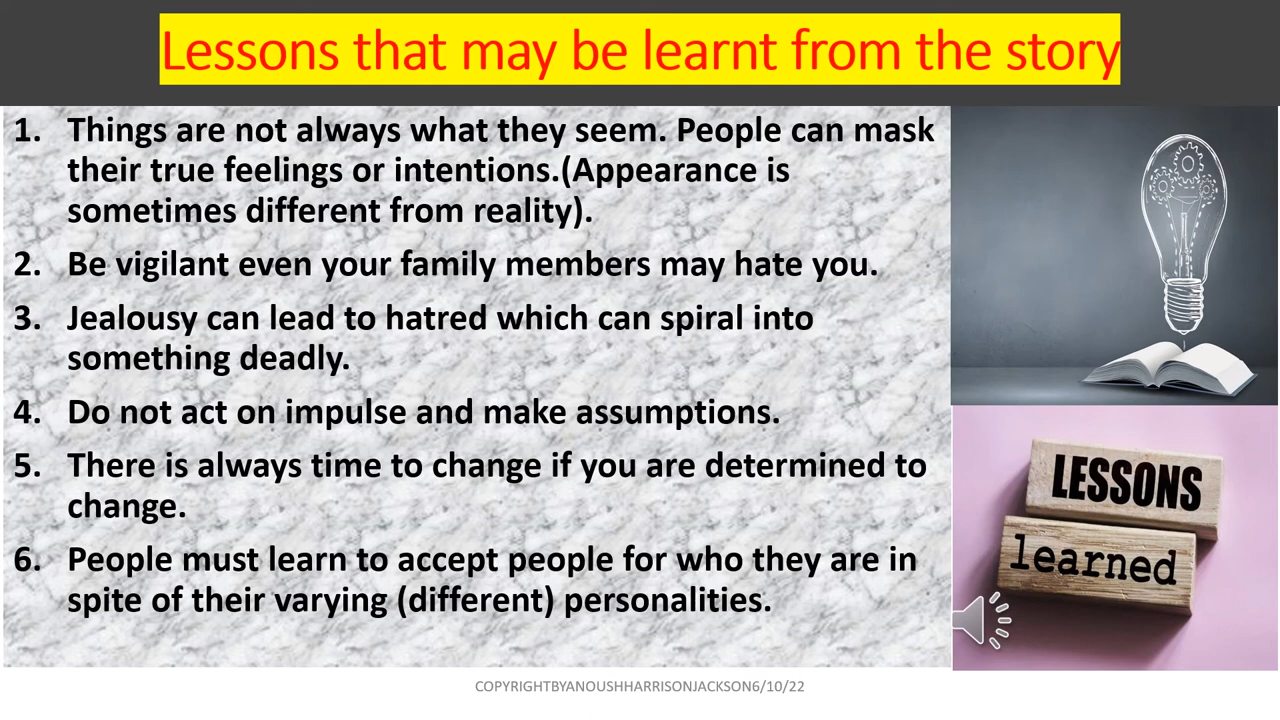 Lessons that may be learnt from the story
1. Things are not always what they seem. People can mask
their true feelings or intentions.(Appearance is
sometimes different from reality).
2. Be vigilant even your family members may hate you.
3. Jealousy can lead to hatred which can spiral into
something deadly.
4. Do not act on impulse and make assumptions.
5. There is always time to change if you are determined to
change.
6. People must learn to accept people for who they are in
spite of their varying (different) personalities.
LESSONS
learned
COPYRIGHTBYANOUSHHARRISONJACKSON6/10/22